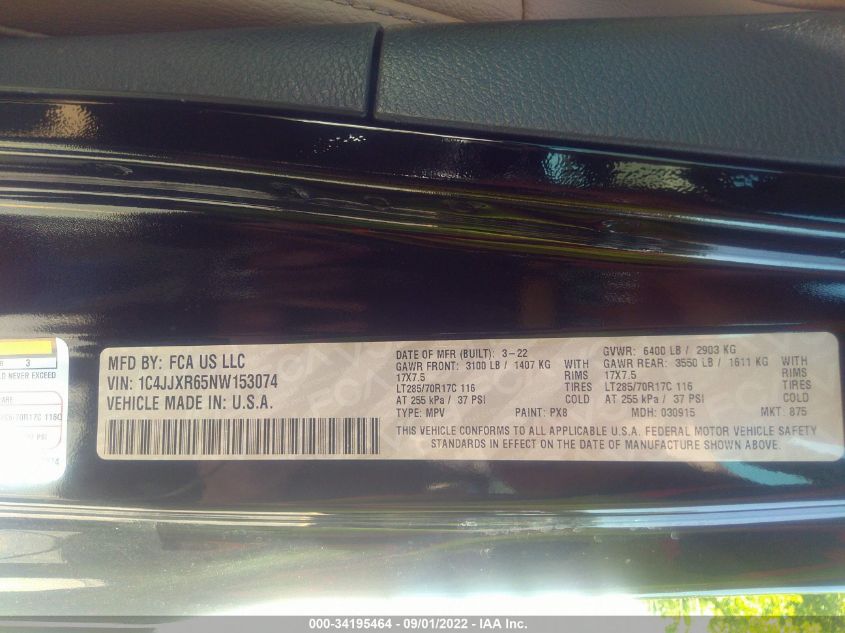 MFD BY: FCA US LLC
VIN: 1C4JJXR65NW153074
VEHICLE MADE IN: U.S.A.
DATE OF MFR (BUILT): 3-22
GAWR FRONT: 3100 LB / 1407 KG WITH
17X7.5 RIMS
LT285/70R17C 116 TIRES
AT 255 kPa / 37 PSI COLD
TYPE: MPV PAINT: PX8
GVWR: 6400 LB / 2903 KG
GAWR REAR: 3550 LB / 1611 KG WITH
17X7.5 RIMS
LT285/70R17C 116 TIRES
AT 255 kPa / 37 PSI COLD
MDH: 030915 MKT: 875
THIS VEHICLE CONFORMS TO ALL APPLICABLE U.S.A. FEDERAL MOTOR VEHICLE SAFETY
STANDARDS IN EFFECT ON THE DATE OF MANUFACTURE SHOWN ABOVE.
3
LD NEVER EXCEED
PSI
000-34195464 - 09/01/2022 - IAA Inc.